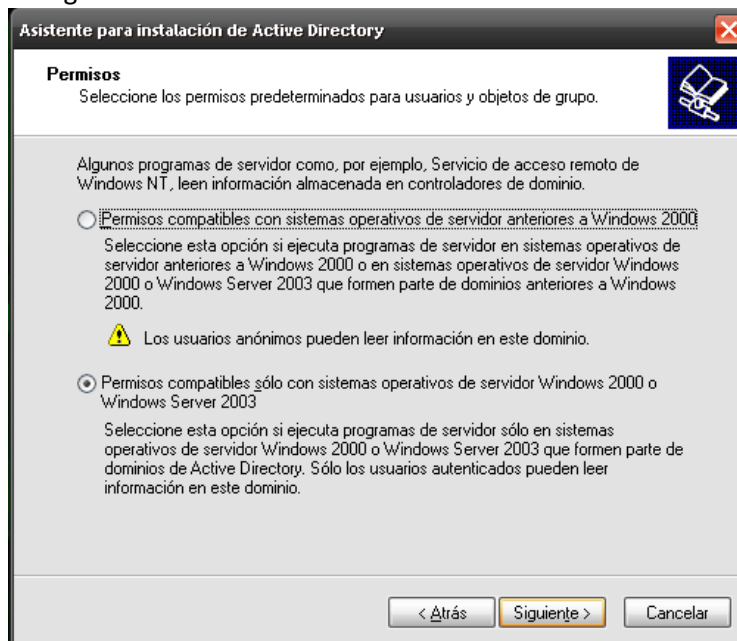 Asistente para instalación de Active Directory
Permisos
Seleccione los permisos predeterminados para usuarios y objetos de grupo.
Algunos programas de servidor como, por ejemplo, Servicio de acceso remoto de
Windows NT, leen información almacenada en controladores de dominio.
Permisos compatibles con sistemas operativos de servidor anteriores a Windows 2000
Seleccione esta opción si ejecuta programas de servidor en sistemas operativos de
servidor anteriores a Windows 2000 o en sistemas operativos de servidor Windows
2000 o Windows Server 2003 que formen parte de dominios anteriores a Windows
2000.
Los usuarios anónimos pueden leer información en este dominio.
Permisos compatibles sólo con sistemas operativos de servidor Windows 2000 o
Windows Server 2003
Seleccione esta opción si ejecuta programas de servidor sólo en sistemas
operativos de servidor Windows 2000 o Windows Server 2003 que formen parte de
dominios de Active Directory. Sólo los usuarios autenticados pueden leer
información en este dominio.
< Atrás Siguiente > Cancelar